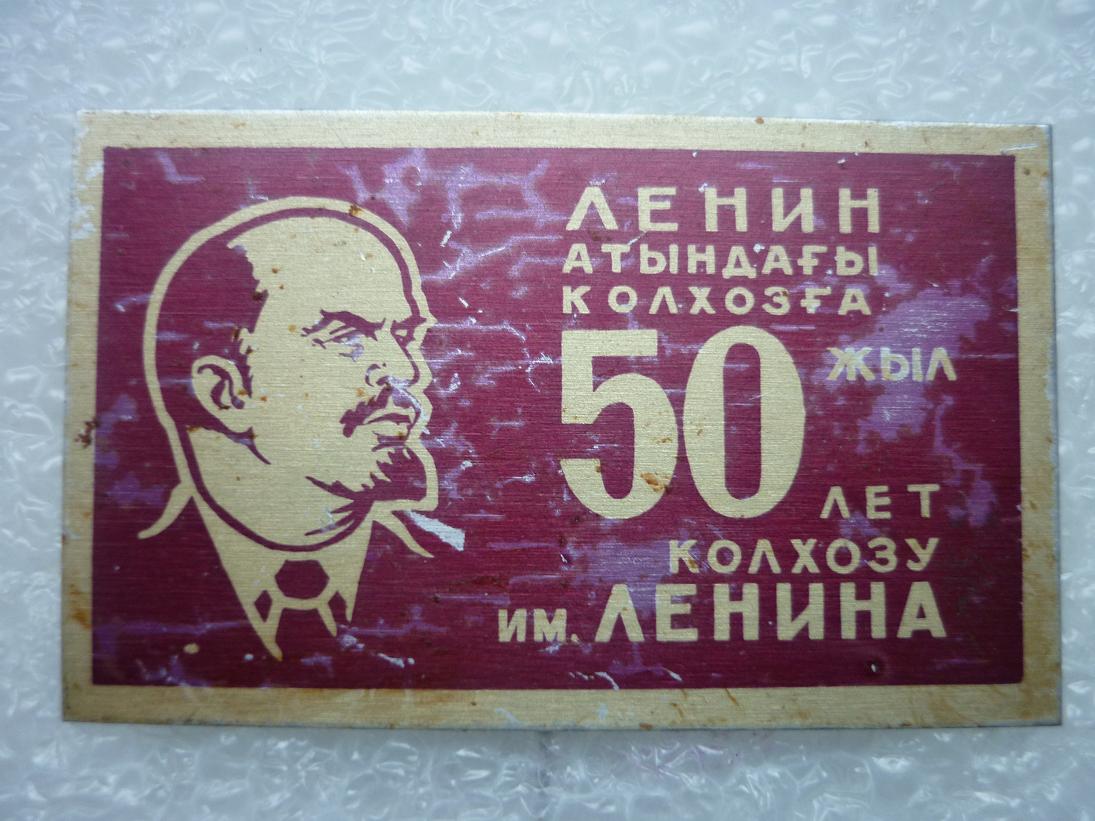 ЛЕНИН
АТЫНДАҒЫ
КОЛХОЗҒА
50 ЖЫЛ
ЛЕТ
КОЛХОЗУ
ИМ. ЛЕНИНА